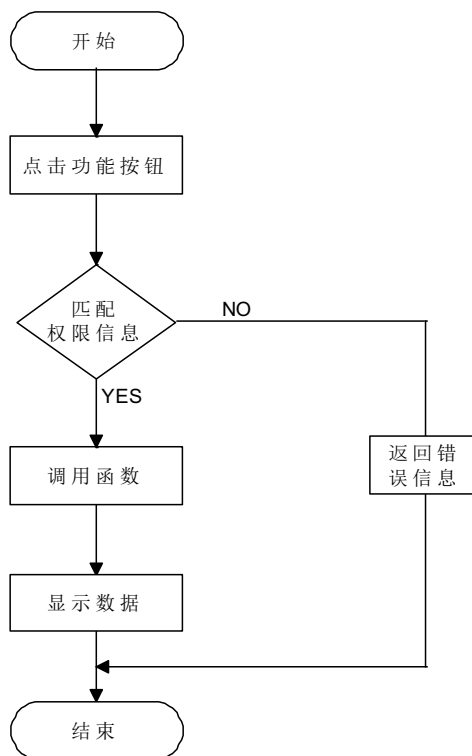 开始
点击功能按钮
匹配
权限信息
NO
YES
调用函数
返回错
误信息
显示数据
结束